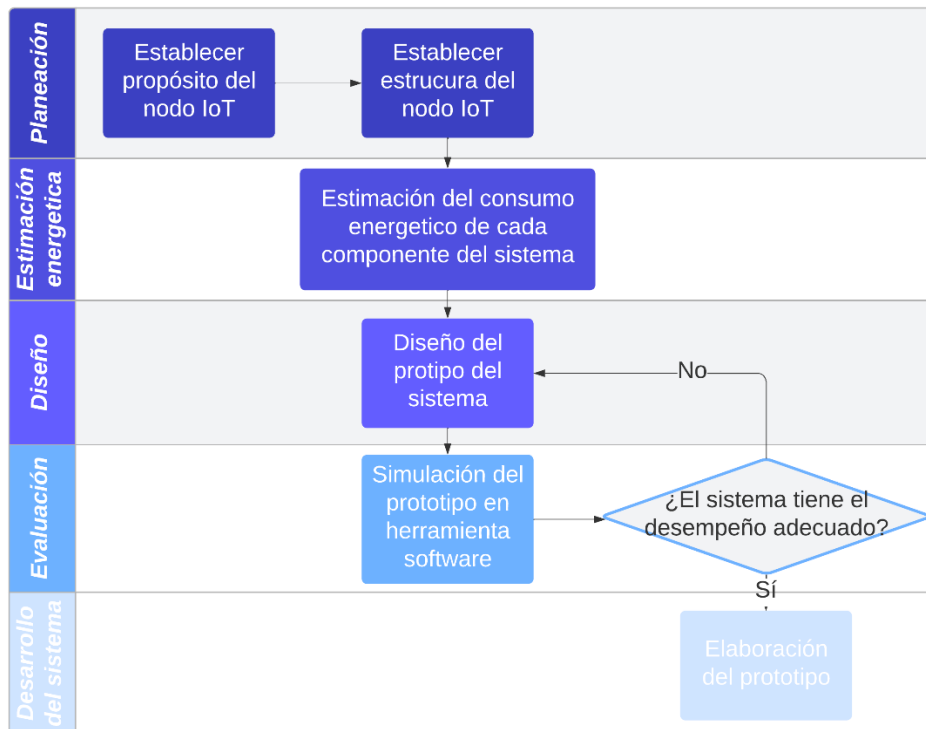 Planeación
Establecer
propósito del
nodo IoT
Establecer
estrucura del
nodo IoT
Estimación
energetica
Estimación del consumo
energetico de cada
componente del sistema
Diseño
Diseño del
protipo del
sistema
No
Evaluación
Simulación del
prototipo en
herramienta
software
¿El sistema tiene el
desempeño adecuado?
Sí
Desarrollo
del sistema
Elaboración
del prototipo